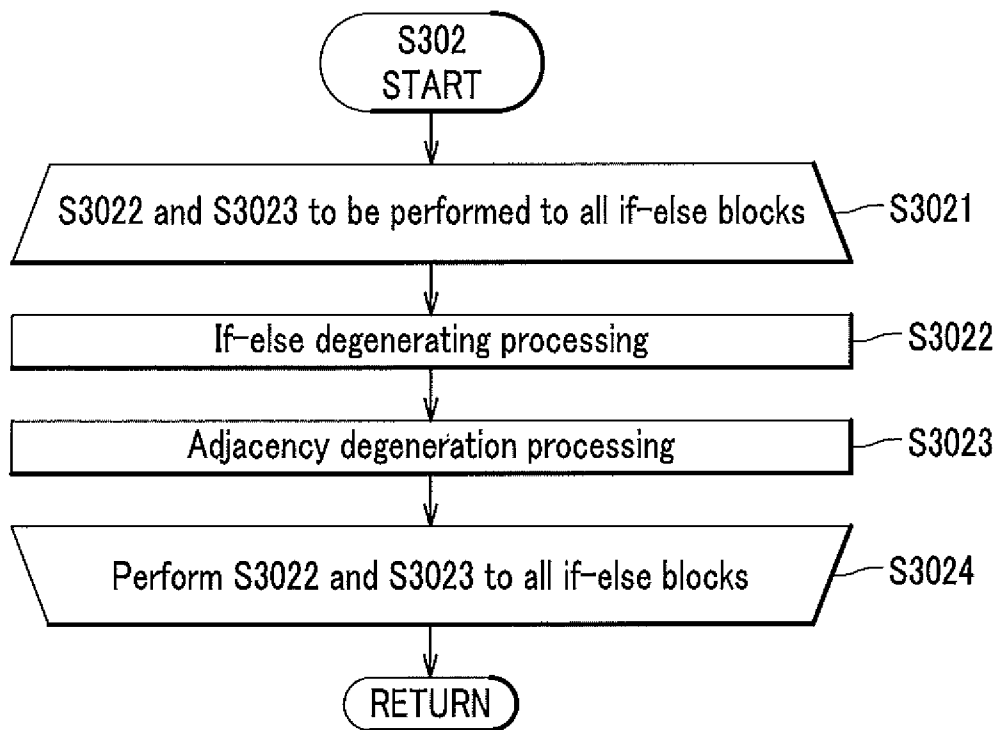 S302
START
S3022 and S3023 to be performed to all if-else blocks
S3021
If-else degenerating processing
S3022
Adjacency degeneration processing
S3023
Perform S3022 and S3023 to all if-else blocks
S3024
RETURN